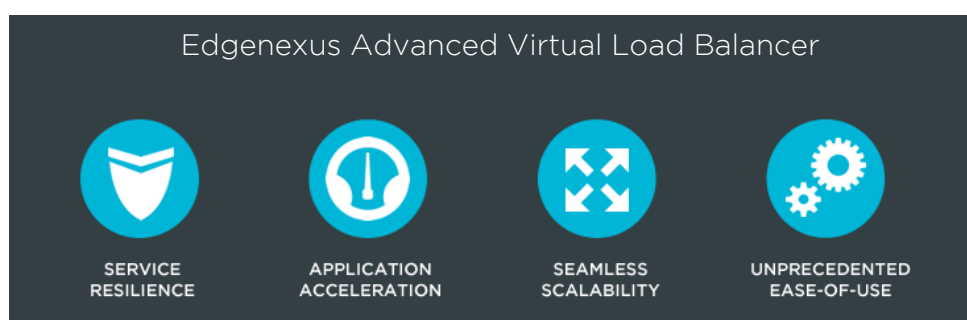 Edgenexus Advanced Virtual Load Balancer
SERVICE
RESILIENCE
APPLICATION
ACCELERATION
SEAMLESS
SCALABILITY
UNPRECEDENTED
EASE-OF-USE